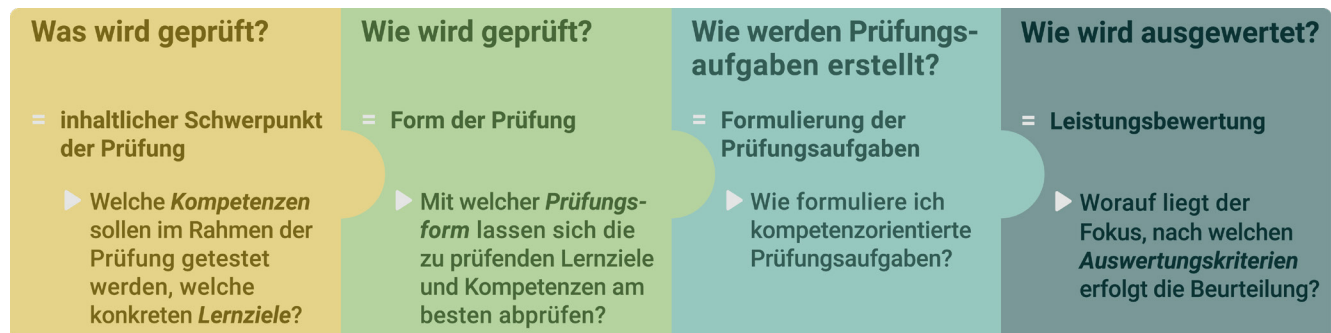 Was wird geprüft?
= inhaltlicher Schwerpunkt
der Prüfung
Welche Kompetenzen
sollen im Rahmen der
Prüfung getestet
werden, welche
konkreten Lernziele?
Wie wird geprüft?
= Form der Prüfung
Mit welcher Prüfungs-
form lassen sich die
zu prüfenden Lernziele
und Kompetenzen am
besten abprüfen?
Wie werden Prüfungs-
aufgaben erstellt?
= Formulierung der
Prüfungsaufgaben
Wie formuliere ich
kompetenzorientierte
Prüfungsaufgaben?
Wie wird ausgewertet?
= Leistungsbewertung
Worauf liegt der
Fokus, nach welchen
Auswertungskriterien
erfolgt die Beurteilung?